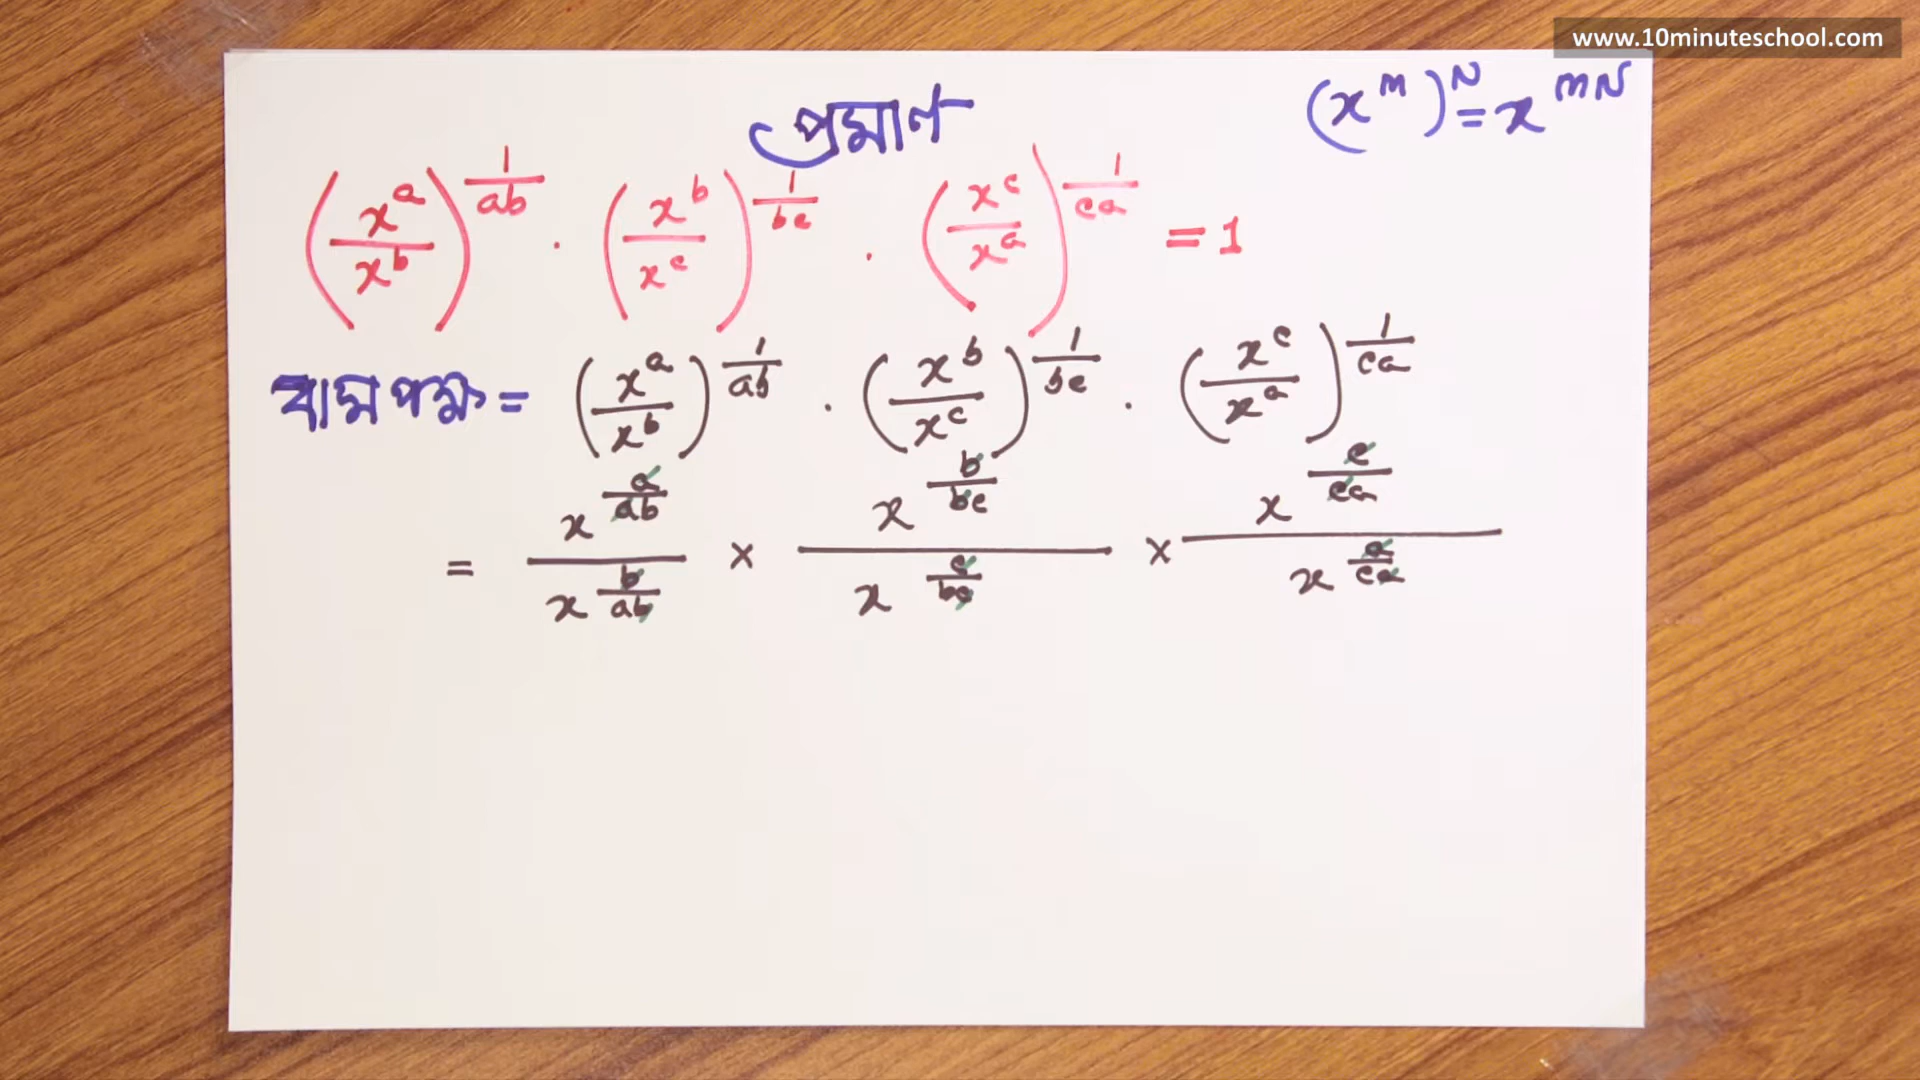 www.10minuteschool.com
প্রমাণ
(x^m)^N = x^mN
(x^a/x^b)^(1/ab) · (x^b/x^c)^(1/bc) · (x^c/x^a)^(1/ca) = 1
বামপক্ষ = (x^a/x^b)^(1/ab) · (x^b/x^c)^(1/bc) · (x^c/x^a)^(1/ca)
= x^(a/ab)/x^(b/ab) × x^(b/bc)/x^(c/bc) × x^(c/ca)/x^(a/ca)